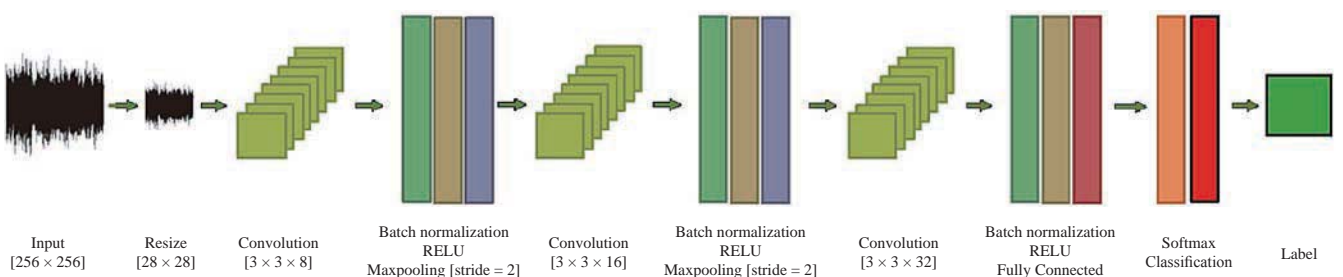 Input
[256 × 256]
Resize
[28 × 28]
Convolution
[3 × 3 × 8]
Batch normalization
RELU
Maxpooling [stride = 2]
Convolution
[3 × 3 × 16]
Batch normalization
RELU
Maxpooling [stride = 2]
Convolution
[3 × 3 × 32]
Batch normalization
RELU
Fully Connected
Softmax
Classification
Label